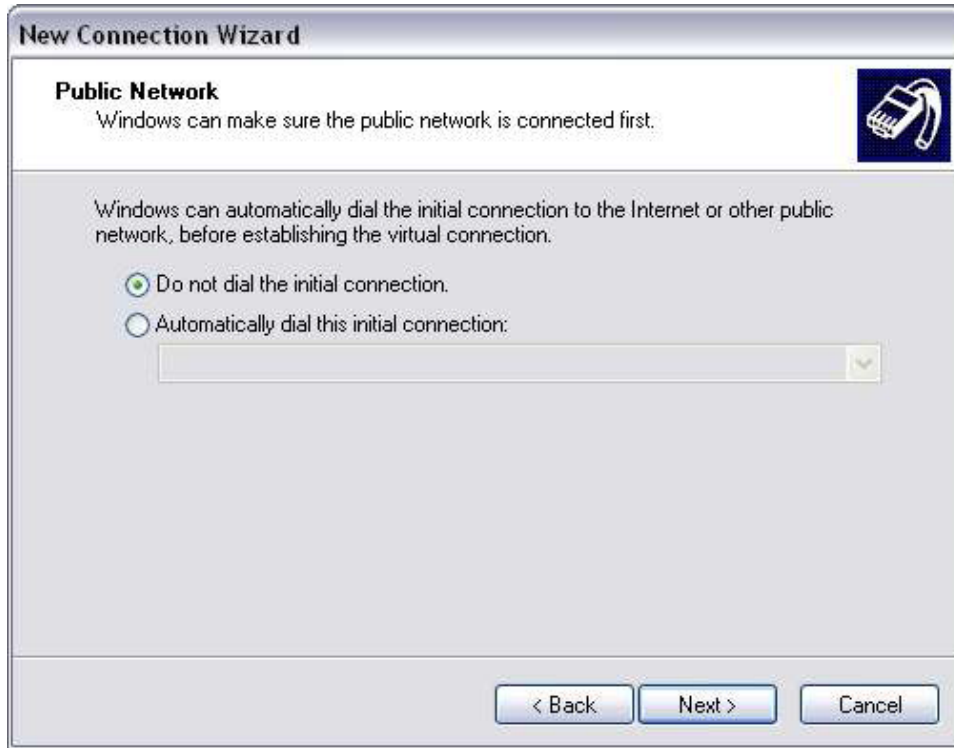 New Connection Wizard
Public Network
Windows can make sure the public network is connected first.
Windows can automatically dial the initial connection to the Internet or other public
network, before establishing the virtual connection.
Do not dial the initial connection.
Automatically dial this initial connection:
< Back Next > Cancel